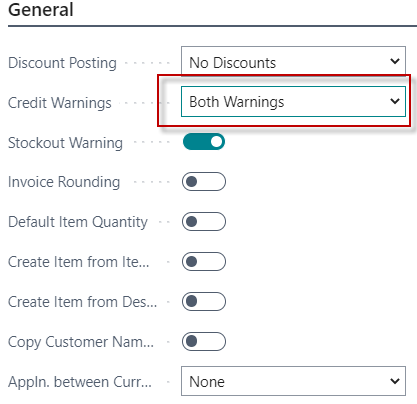 General
Discount Posting No Discounts
Credit Warnings Both Warnings
Stockout Warning
Invoice Rounding
Default Item Quantity
Create Item from Ite...
Create Item from Des...
Copy Customer Nam...
Appln. between Curr... None